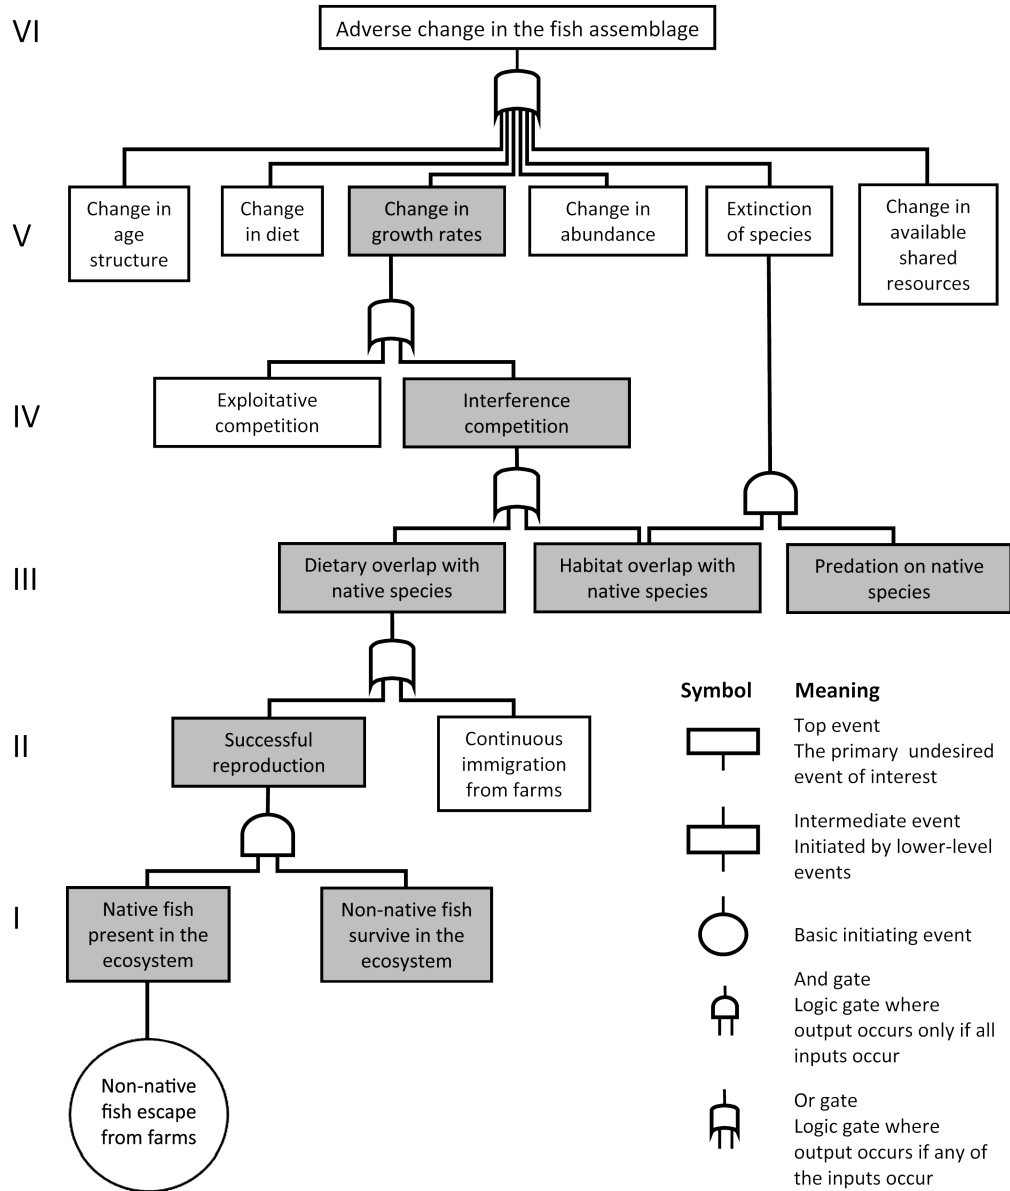 VI
Adverse change in the fish assemblage
V
Change in
age
structure
Change
in diet
Change in
growth rates
Change in
abundance
Extinction
of species
Change in
available
shared
resources
IV
Exploitative
competition
Interference
competition
III
Dietary overlap with
native species
Habitat overlap with
native species
Predation on native
species
II
Successful
reproduction
Continuous
immigration
from farms
I
Native fish
present in the
ecosystem
Non-native fish
survive in the
ecosystem
Non-native
fish escape
from farms
Symbol Meaning
Top event
The primary undesired
event of interest
Intermediate event
Initiated by lower-level
events
Basic initiating event
And gate
Logic gate where
output occurs only if all
inputs occur
Or gate
Logic gate where
output occurs if any of
the inputs occur